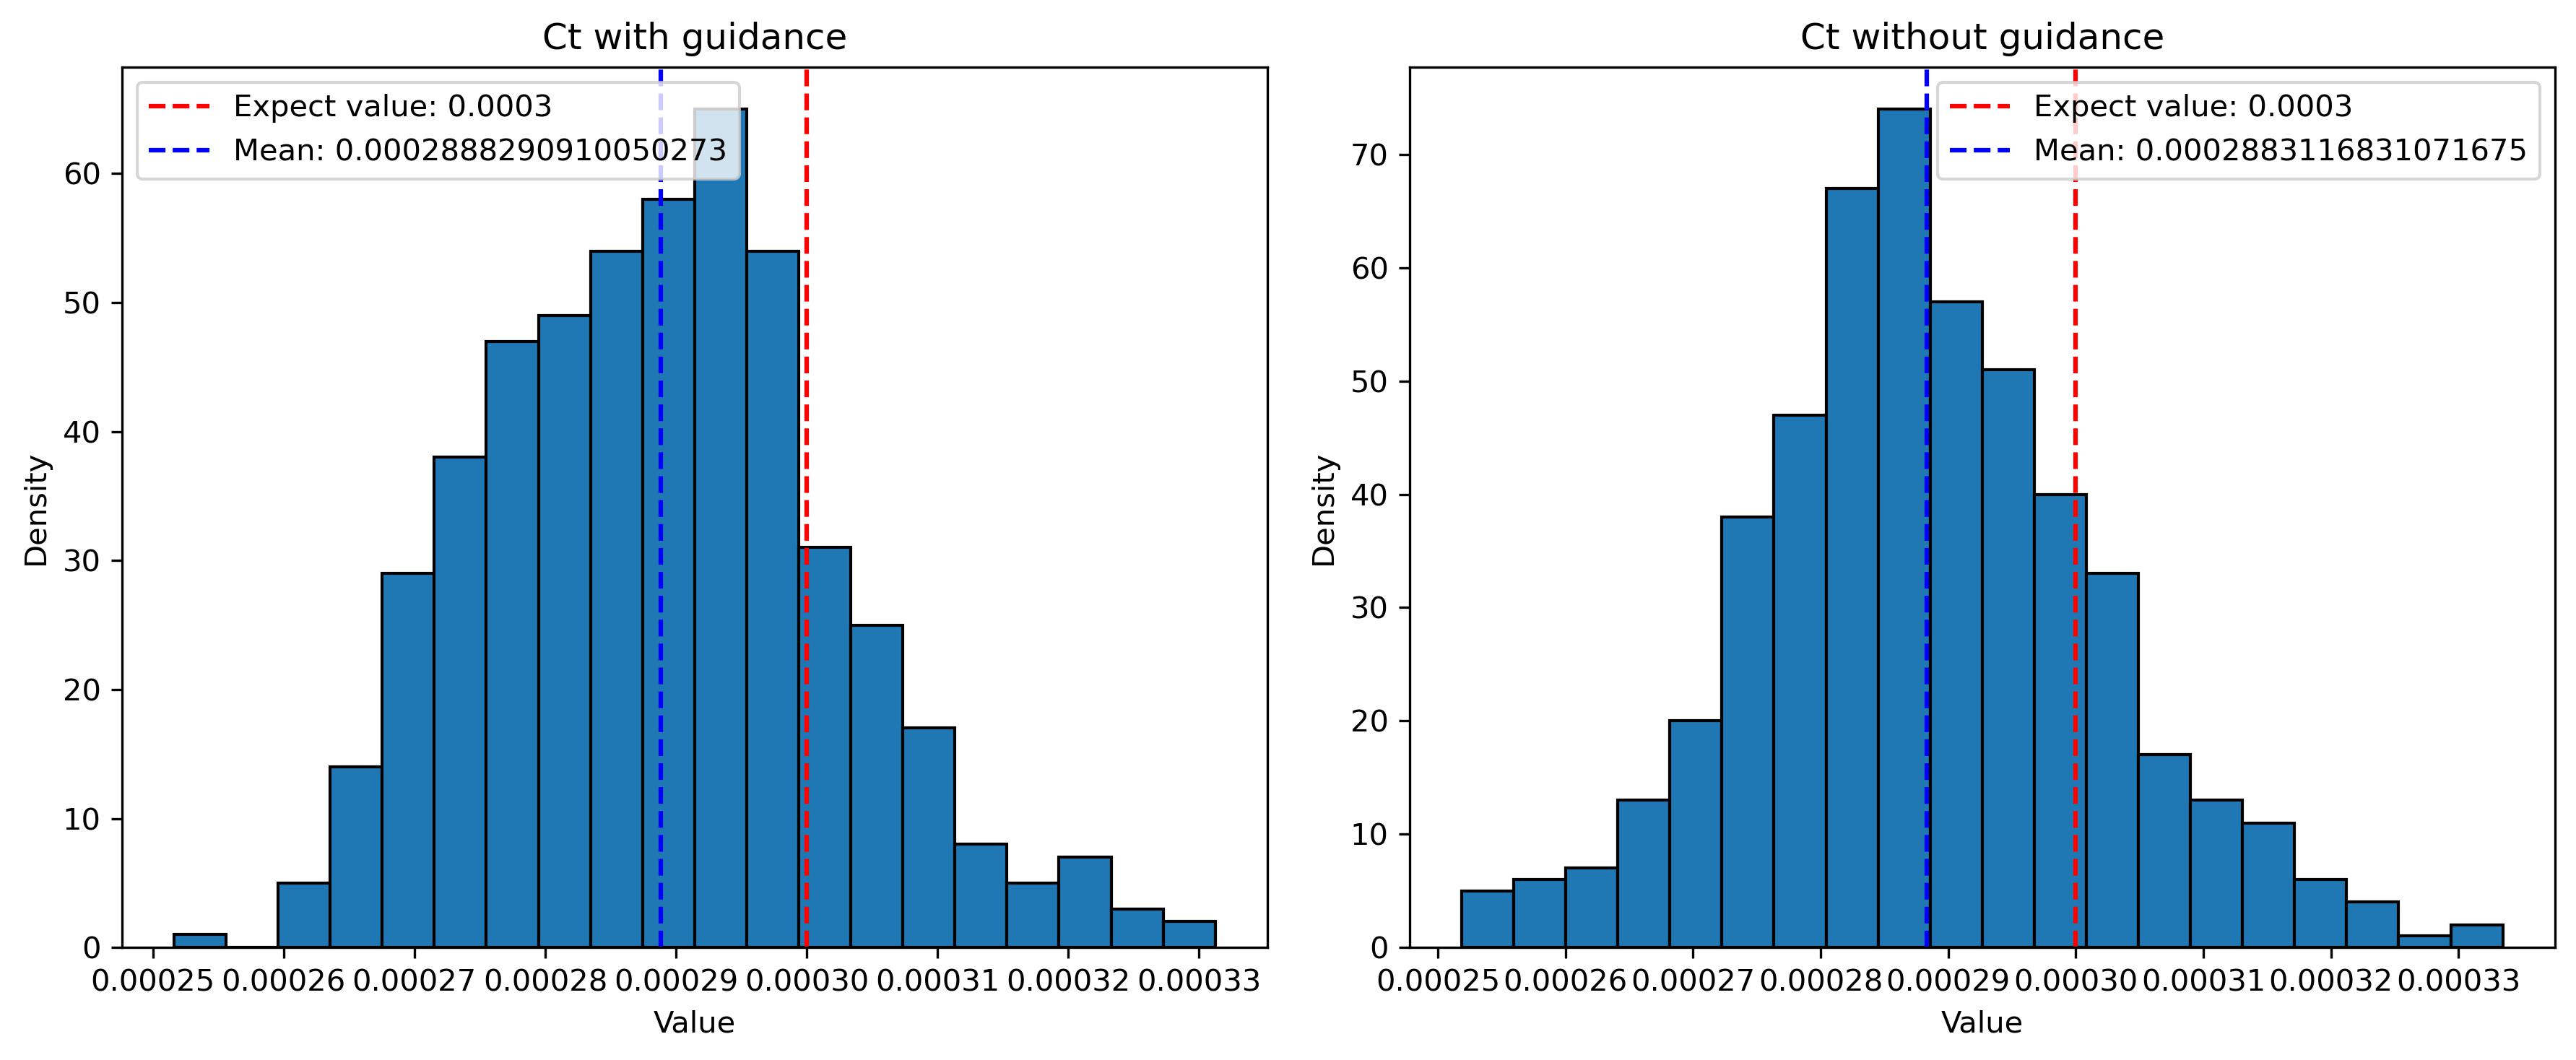 Ct with guidance
Expect value: 0.0003
Mean: 0.0002888290910050273
Density
0
10
20
30
40
50
60
0.00025 0.00026 0.00027 0.00028 0.00029 0.00030 0.00031 0.00032 0.00033
Value
Ct without guidance
Expect value: 0.0003
Mean: 0.0002883116831071675
Density
0
10
20
30
40
50
60
70
0.00025 0.00026 0.00027 0.00028 0.00029 0.00030 0.00031 0.00032 0.00033
Value